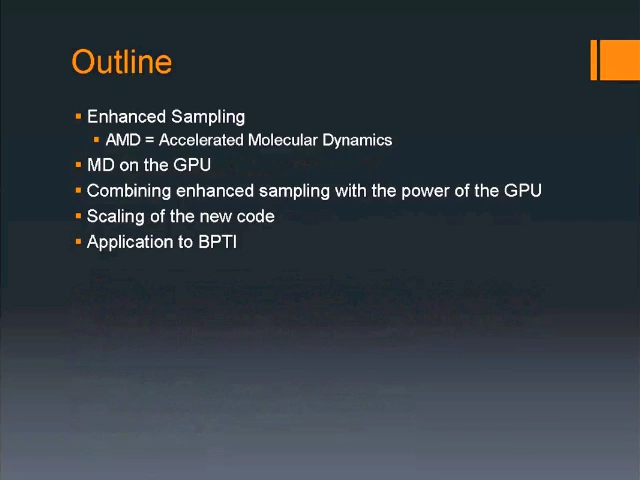 Outline
Enhanced Sampling
AMD = Accelerated Molecular Dynamics
MD on the GPU
Combining enhanced sampling with the power of the GPU
Scaling of the new code
Application to BPTI